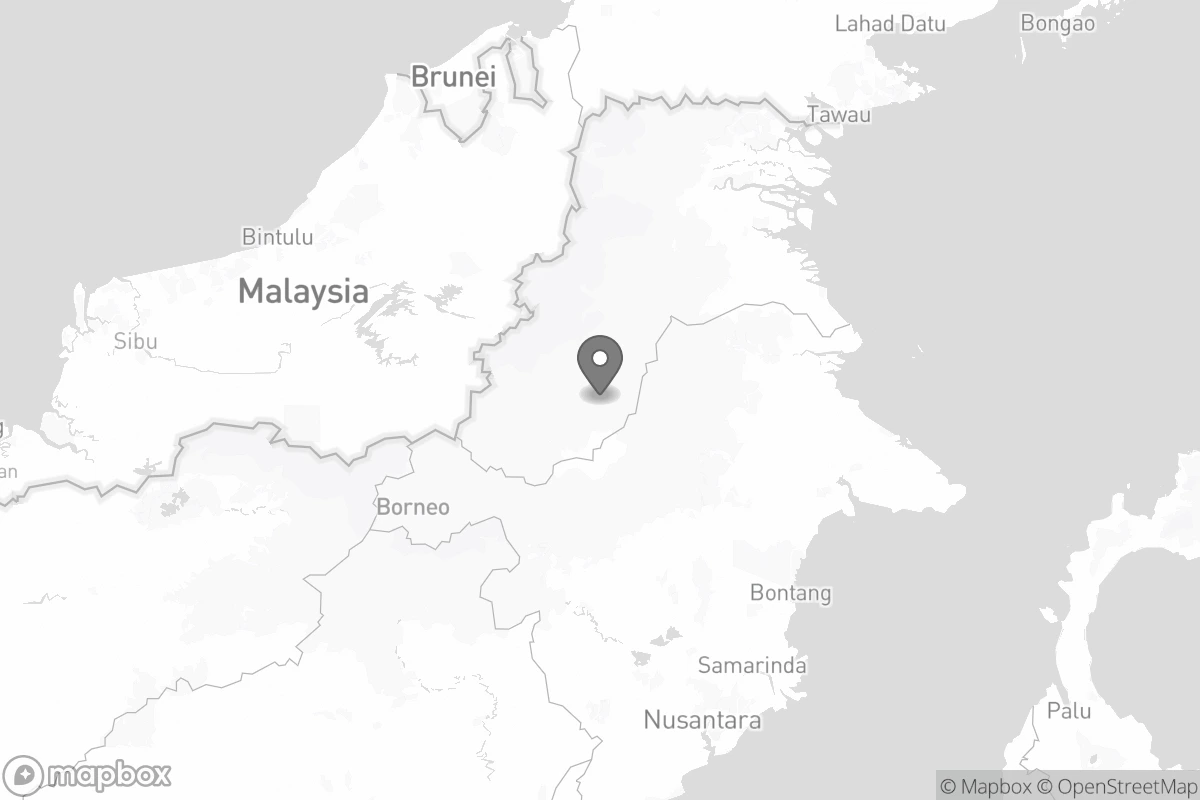 Lahad Datu
Bongao
Brunei
Tawau
Bintulu
Malaysia
Sibu
Borneo
Bontang
Samarinda
Nusantara
Palu
mapbox
© Mapbox © OpenStreetMap